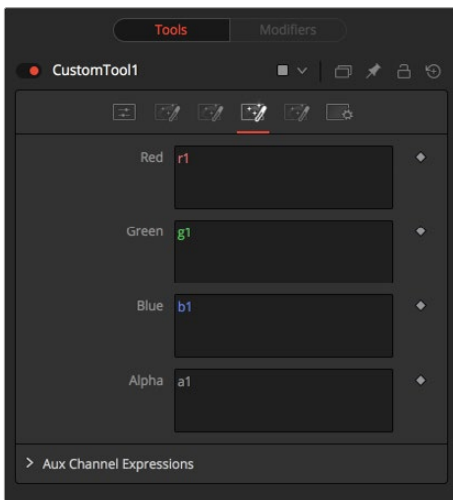 Tools Modifiers
CustomTool1
Red r1
Green g1
Blue b1
Alpha a1
> Aux Channel Expressions